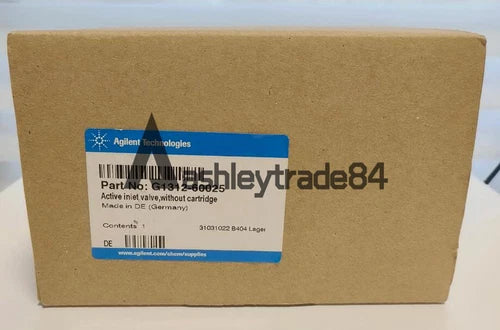 Agilent Technologies
ashleytrade84
Part No: G1312-60025
Active inlet valve,without cartridge
Made in DE (Germany)
Contents 1
31031022 B404 Lager
DE
www.agilent.com/chem/supplies